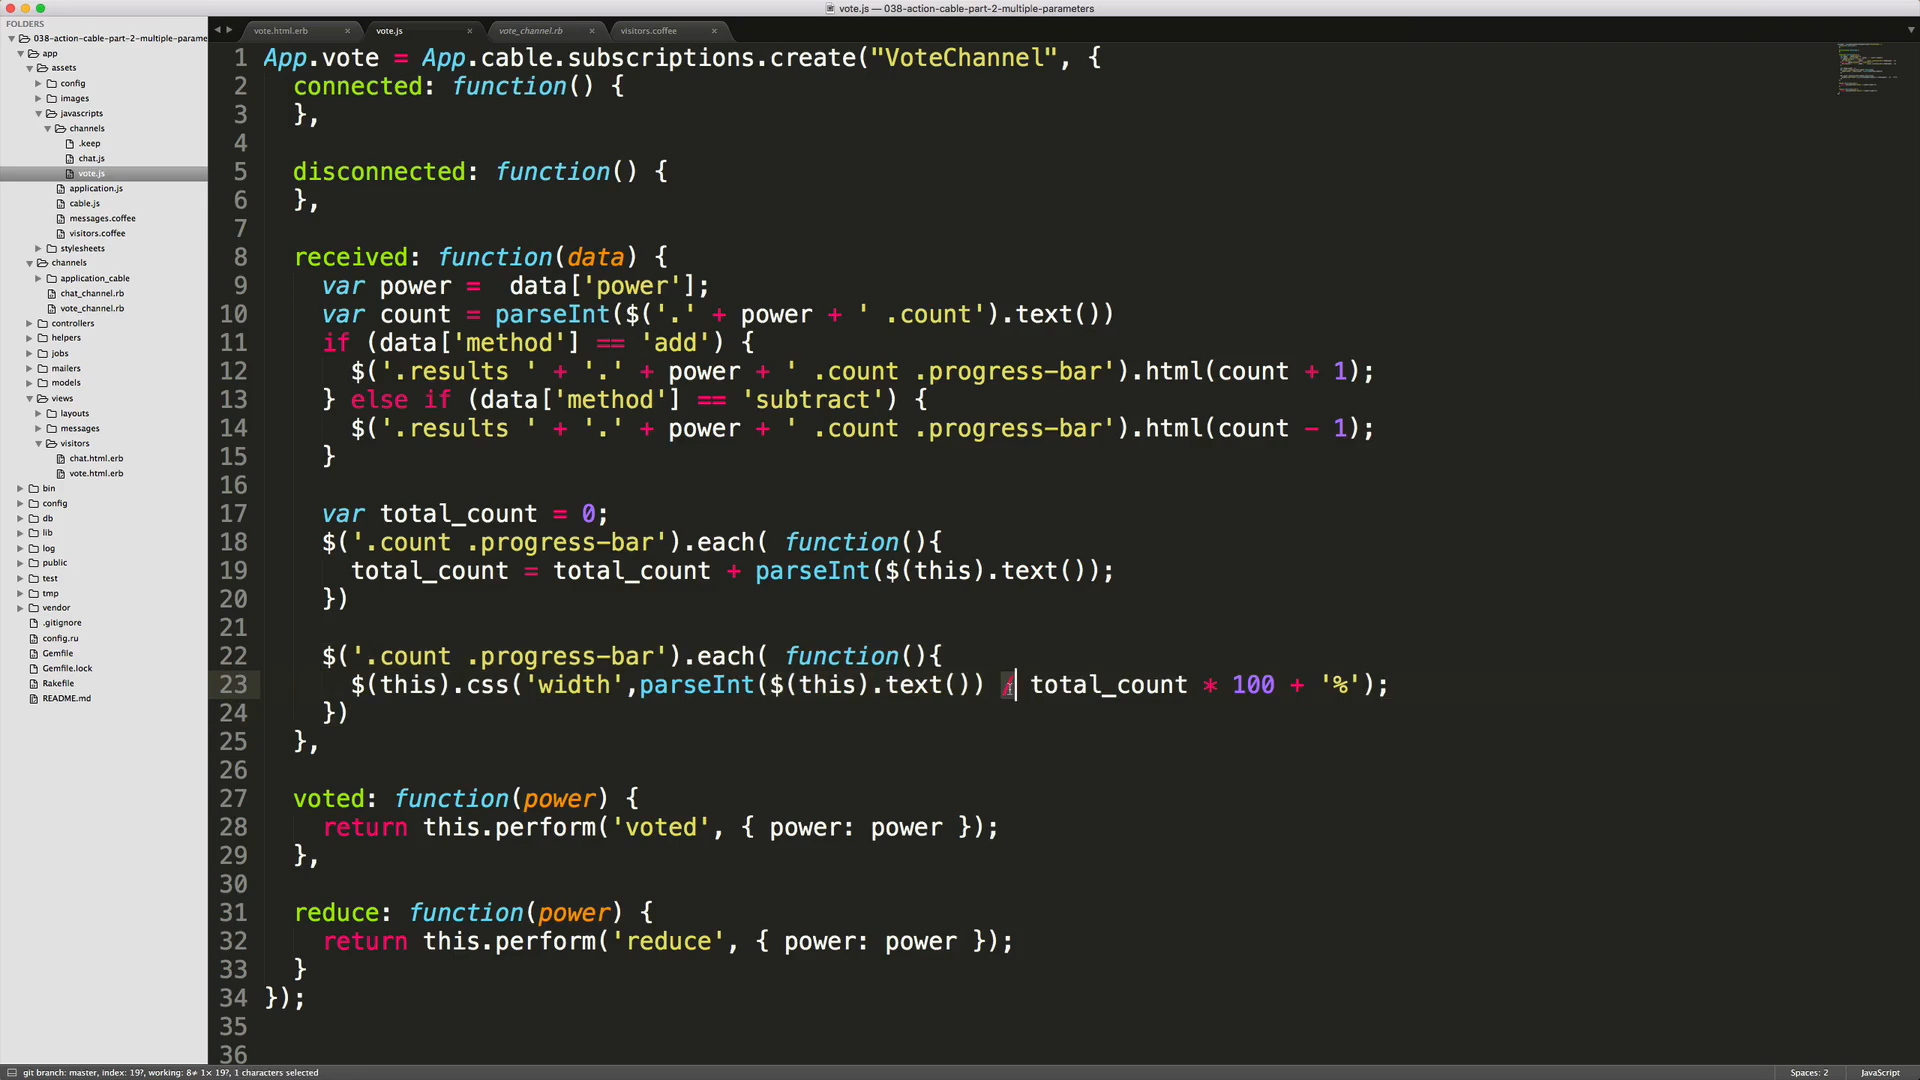 vote.js — 038-action-cable-part-2-multiple-parameters
FOLDERS
038-action-cable-part-2-multiple-parame
app
assets
config
images
javascripts
channels
.keep
chat.js
vote.js
application.js
cable.js
messages.coffee
visitors.coffee
stylesheets
channels
application_cable
chat_channel.rb
vote_channel.rb
controllers
helpers
jobs
mailers
models
views
layouts
messages
visitors
chat.html.erb
vote.html.erb
bin
config
db
lib
log
public
test
tmp
vendor
.gitignore
config.ru
Gemfile
Gemfile.lock
Rakefile
README.md
vote.html.erb × vote.js × vote_channel.rb × visitors.coffee ×
1 App.vote = App.cable.subscriptions.create("VoteChannel", {
2 connected: function() {
3 },
4
5 disconnected: function() {
6 },
7
8 received: function(data) {
9 var power =  data['power'];
10 var count = parseInt($('.' + power + ' .count').text())
11 if (data['method'] == 'add') {
12 $('.results ' + '.' + power + ' .count .progress-bar').html(count + 1);
13 } else if (data['method'] == 'subtract') {
14 $('.results ' + '.' + power + ' .count .progress-bar').html(count - 1);
15 }
16
17 var total_count = 0;
18 $('.count .progress-bar').each( function(){
19 total_count = total_count + parseInt($(this).text());
20 })
21
22 $('.count .progress-bar').each( function(){
23 $(this).css('width',parseInt($(this).text()) / total_count * 100 + '%');
24 })
25 },
26
27 voted: function(power) {
28 return this.perform('voted', { power: power });
29 },
30
31 reduce: function(power) {
32 return this.perform('reduce', { power: power });
33 }
34 });
35
36
git branch: master, index: 19?, working: 8≠ 1× 19?, 1 characters selected
Spaces: 2
JavaScript